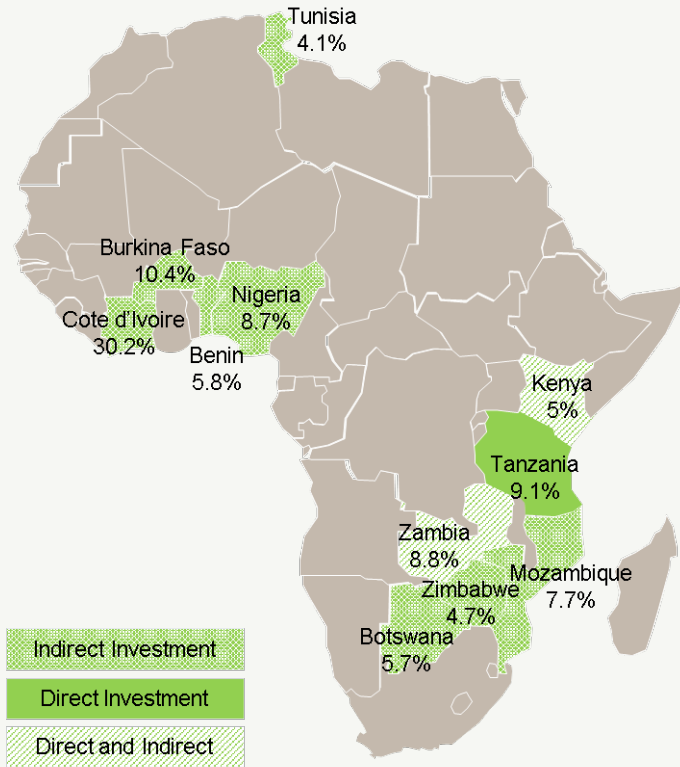 Tunisia
4.1%
Burkina Faso
10.4%
Nigeria
8.7%
Cote d'Ivoire
30.2%
Benin
5.8%
Kenya
5%
Tanzania
9.1%
Zambia
8.8%
Mozambique
7.7%
Zimbabwe
4.7%
Botswana
5.7%
Indirect Investment
Direct Investment
Direct and Indirect